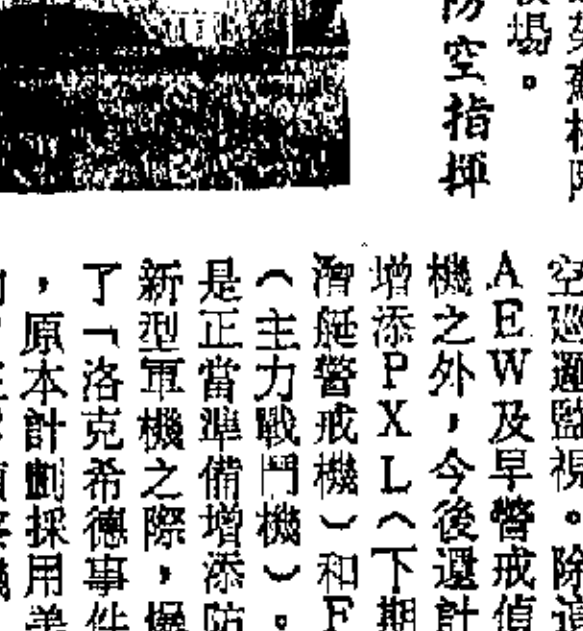 場。
防空指揮
空巡邏監視。除這
AEW及早警戒偵
機之外，今後還計
增添PXL（下期
潛艇警戒機）和F
（主力戰鬥機）。
是正當準備增添防
新型軍機之際，爆
了「洛克希德事件
，原本計劃採用美